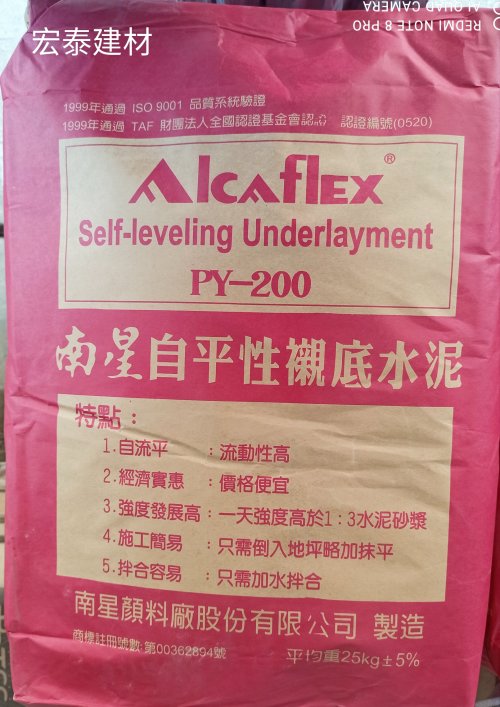 宏泰建材
REDMI NOTE 8 PRO
AI QUAD CAMERA
1999年通過 ISO 9001 品質系統驗證
1999年通過 TAF 財團法人全國認證基金會認證 認證編號(0520)
Alcaflex®
Self-leveling Underlayment
PY-200
南星自平性襯底水泥
特點：
1.自流平 ：流動性高
2.經濟實惠 ：價格便宜
3.強度發展高：一天強度高於1：3水泥砂漿
4.施工簡易 ：只需倒入地坪略加抹平
5.拌合容易 ：只需加水拌合
南星顏料廠股份有限公司 製造
商標註冊號數 第00362894號
平均重25kg±5%